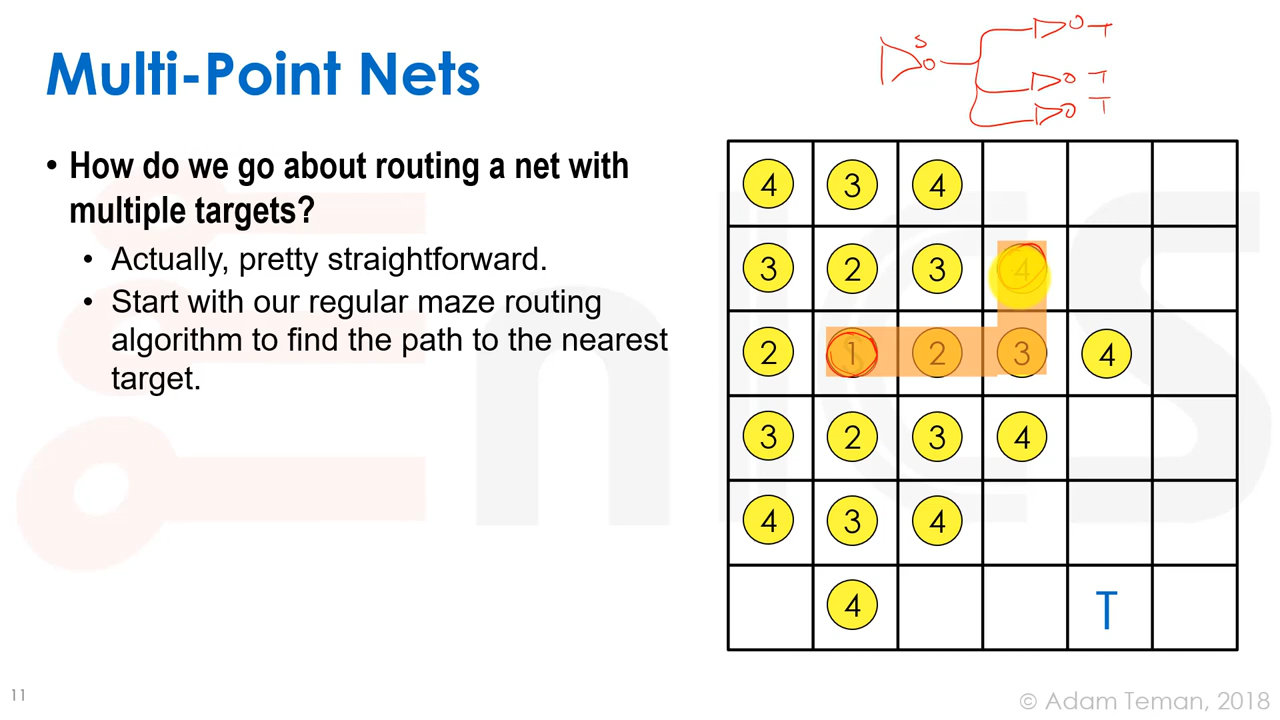 Multi-Point Nets
• How do we go about routing a net with
multiple targets?
• Actually, pretty straightforward.
• Start with our regular maze routing
algorithm to find the path to the nearest
target.
S
T
T
T
4 3 4
3 2 3 4
2 1 2 3 4
3 2 3 4
4 3 4
4 T
11
© Adam Teman, 2018